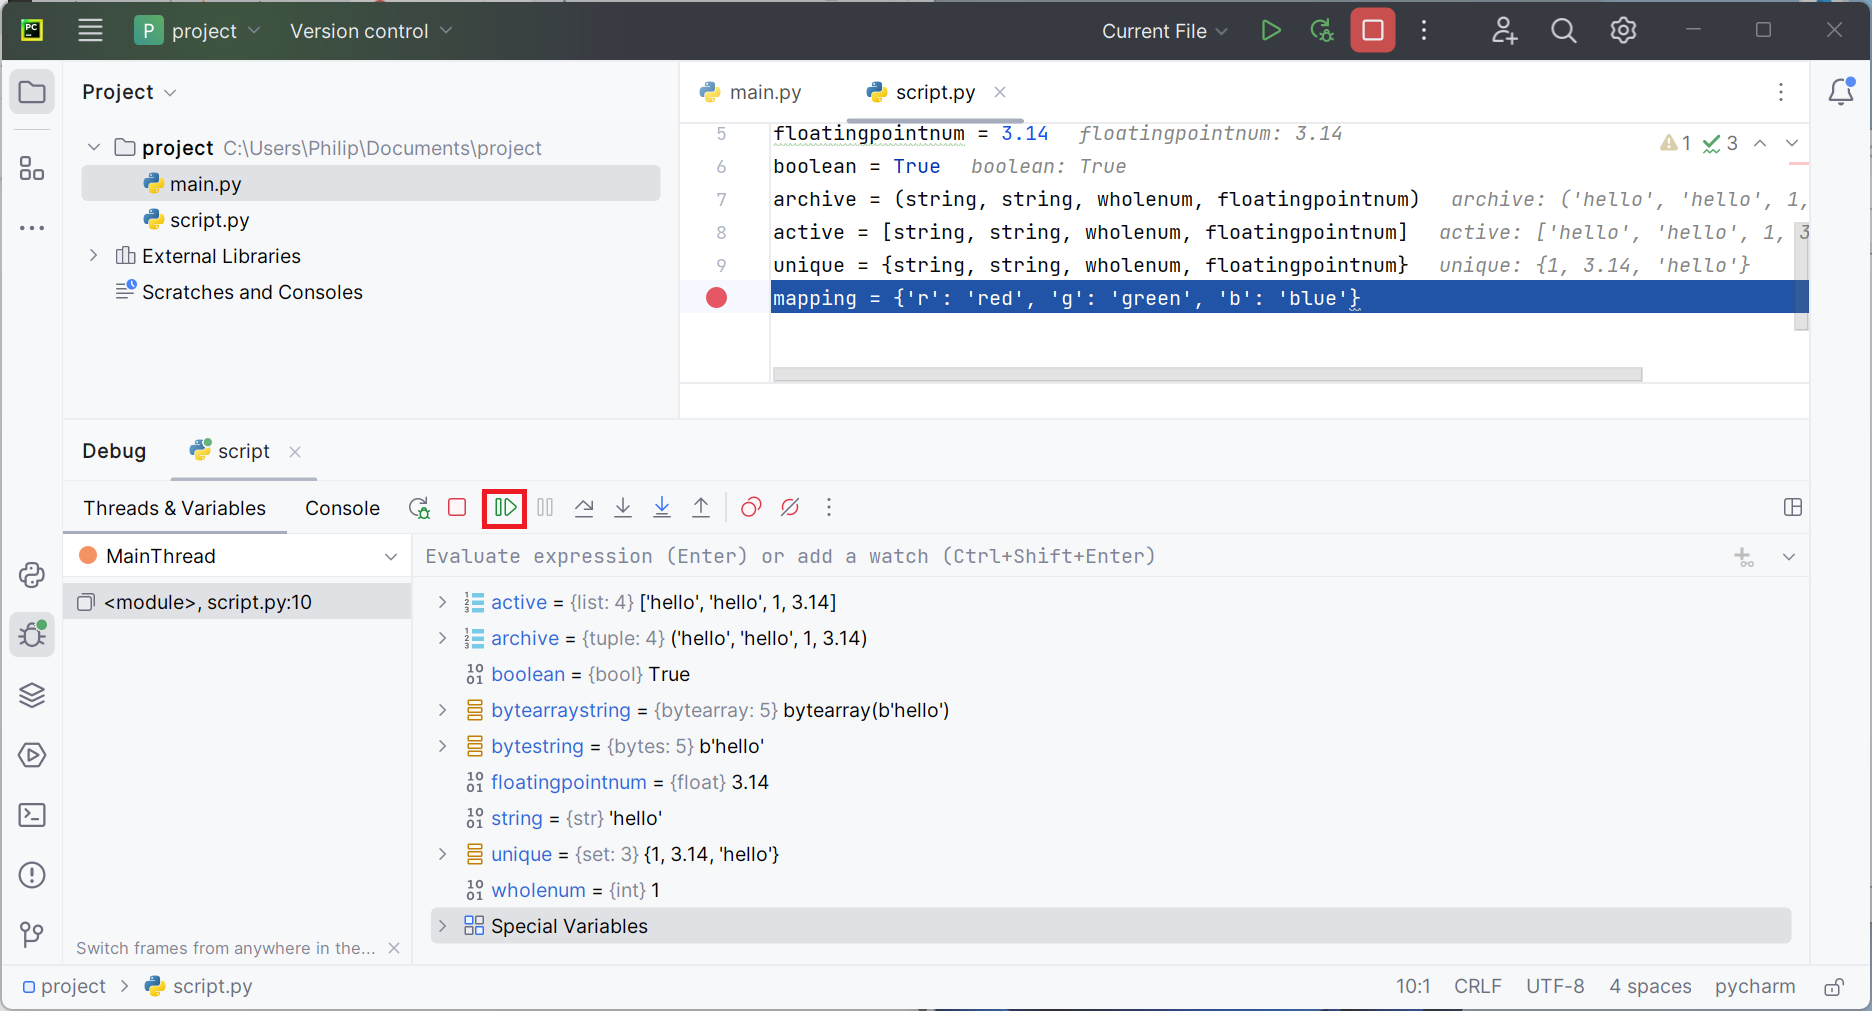 PC
P project Version control Current File
Project
project C:\Users\Philip\Documents\project
main.py
script.py
External Libraries
Scratches and Consoles
main.py script.py
5 floatingpointnum = 3.14 floatingpointnum: 3.14
1 3
6 boolean = True boolean: True
7 archive = (string, string, wholenum, floatingpointnum) archive: ('hello', 'hello', 1,
8 active = [string, string, wholenum, floatingpointnum] active: ['hello', 'hello', 1, 3
9 unique = {string, string, wholenum, floatingpointnum} unique: {1, 3.14, 'hello'}
mapping = {'r': 'red', 'g': 'green', 'b': 'blue'}
Debug script
Threads & Variables Console
MainThread
Evaluate expression (Enter) or add a watch (Ctrl+Shift+Enter)
<module>, script.py:10
active = {list: 4} ['hello', 'hello', 1, 3.14]
archive = {tuple: 4} ('hello', 'hello', 1, 3.14)
boolean = {bool} True
bytearraystring = {bytearray: 5} bytearray(b'hello')
bytestring = {bytes: 5} b'hello'
floatingpointnum = {float} 3.14
string = {str} 'hello'
unique = {set: 3} {1, 3.14, 'hello'}
wholenum = {int} 1
Special Variables
Switch frames from anywhere in the...
project script.py 10:1 CRLF UTF-8 4 spaces pycharm